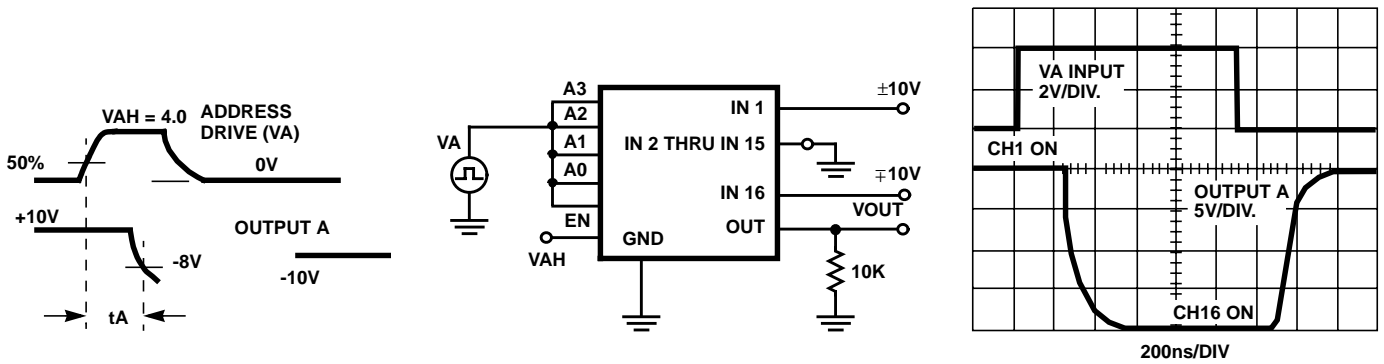 VAH = 4.0
ADDRESS
DRIVE (VA)
50%
0V
+10V
OUTPUT A
-8V
-10V
tA
VA
A3
A2
A1
A0
EN
VAH
GND
IN 1
IN 2 THRU IN 15
IN 16
OUT
±10V
∓10V
VOUT
10K
VA INPUT
2V/DIV.
CH1 ON
OUTPUT A
5V/DIV.
CH16 ON
200ns/DIV